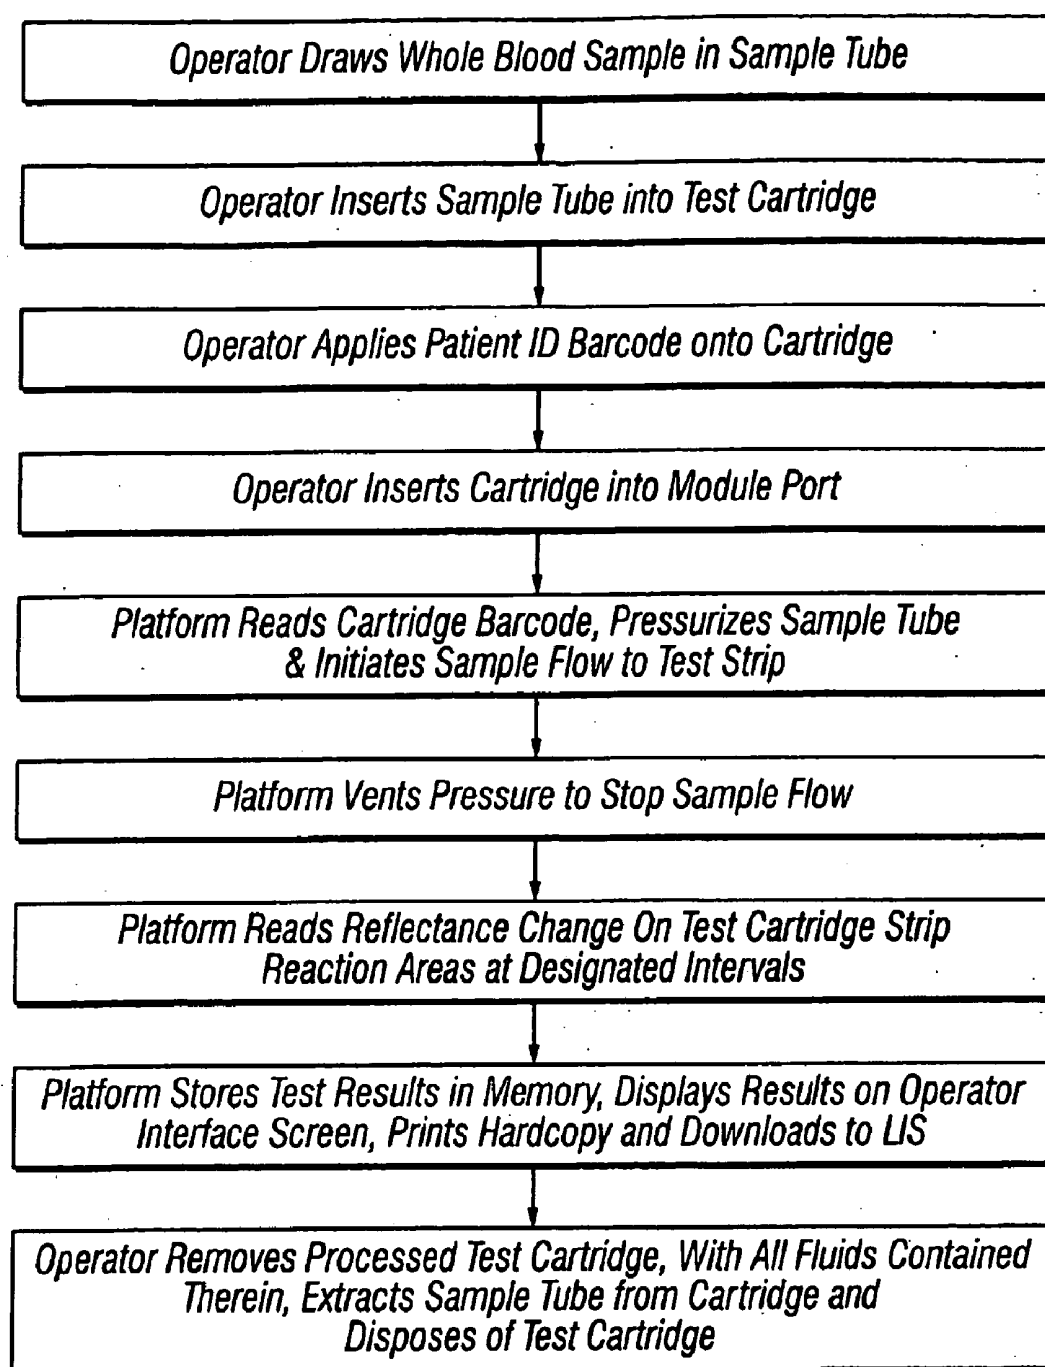 Operator Draws Whole Blood Sample in Sample Tube
Operator Inserts Sample Tube into Test Cartridge
Operator Applies Patient ID Barcode onto Cartridge
Operator Inserts Cartridge into Module Port
Platform Reads Cartridge Barcode, Pressurizes Sample Tube
& Initiates Sample Flow to Test Strip
Platform Vents Pressure to Stop Sample Flow
Platform Reads Reflectance Change On Test Cartridge Strip
Reaction Areas at Designated Intervals
Platform Stores Test Results in Memory, Displays Results on Operator
Interface Screen, Prints Hardcopy and Downloads to LIS
Operator Removes Processed Test Cartridge, With All Fluids Contained
Therein, Extracts Sample Tube from Cartridge and
Disposes of Test Cartridge